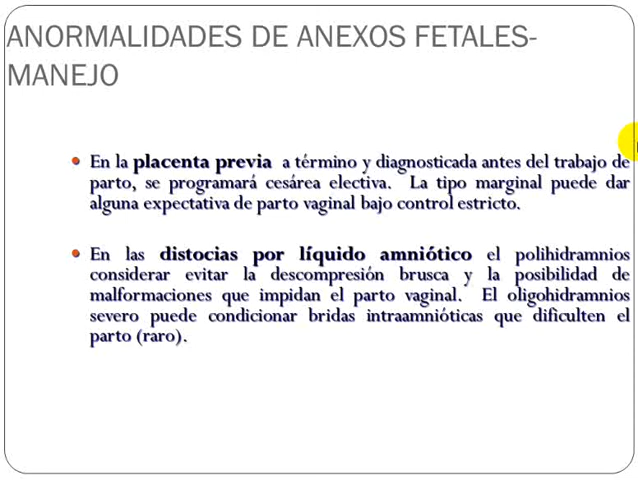 ANORMALIDADES DE ANEXOS FETALES-
MANEJO
• En la placenta previa a término y diagnosticada antes del trabajo de
parto, se programará cesárea electiva. La tipo marginal puede dar
alguna expectativa de parto vaginal bajo control estricto.
• En las distocias por líquido amniótico el polihidramnios
considerar evitar la descompresión brusca y la posibilidad de
malformaciones que impidan el parto vaginal. El oligohidramnios
severo puede condicionar bridas intraamnióticas que dificulten el
parto (raro).